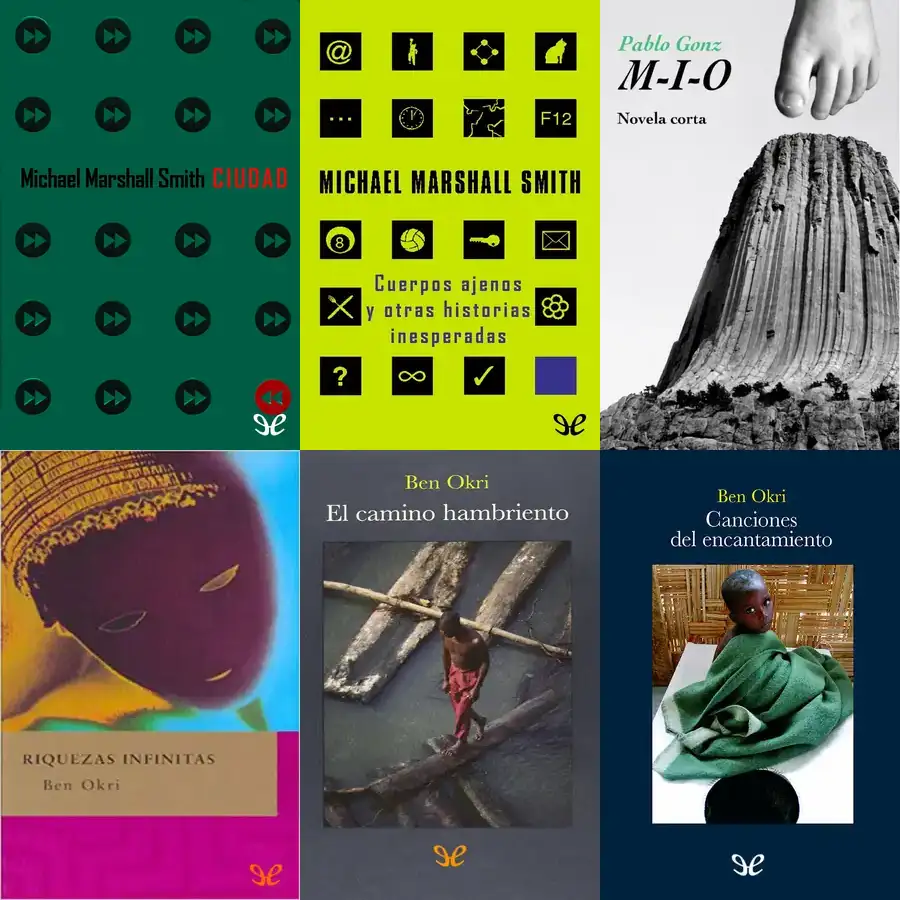 Michael Marshall Smith CIUDAD
@
...
F12
MICHAEL MARSHALL SMITH
8
Cuerpos ajenos
y otras historias
inesperadas
?
Pablo Gonz
M-I-O
Novela corta
RIQUEZAS INFINITAS
Ben Okri
Ben Okri
El camino hambriento
Ben Okri
Canciones
del encantamiento